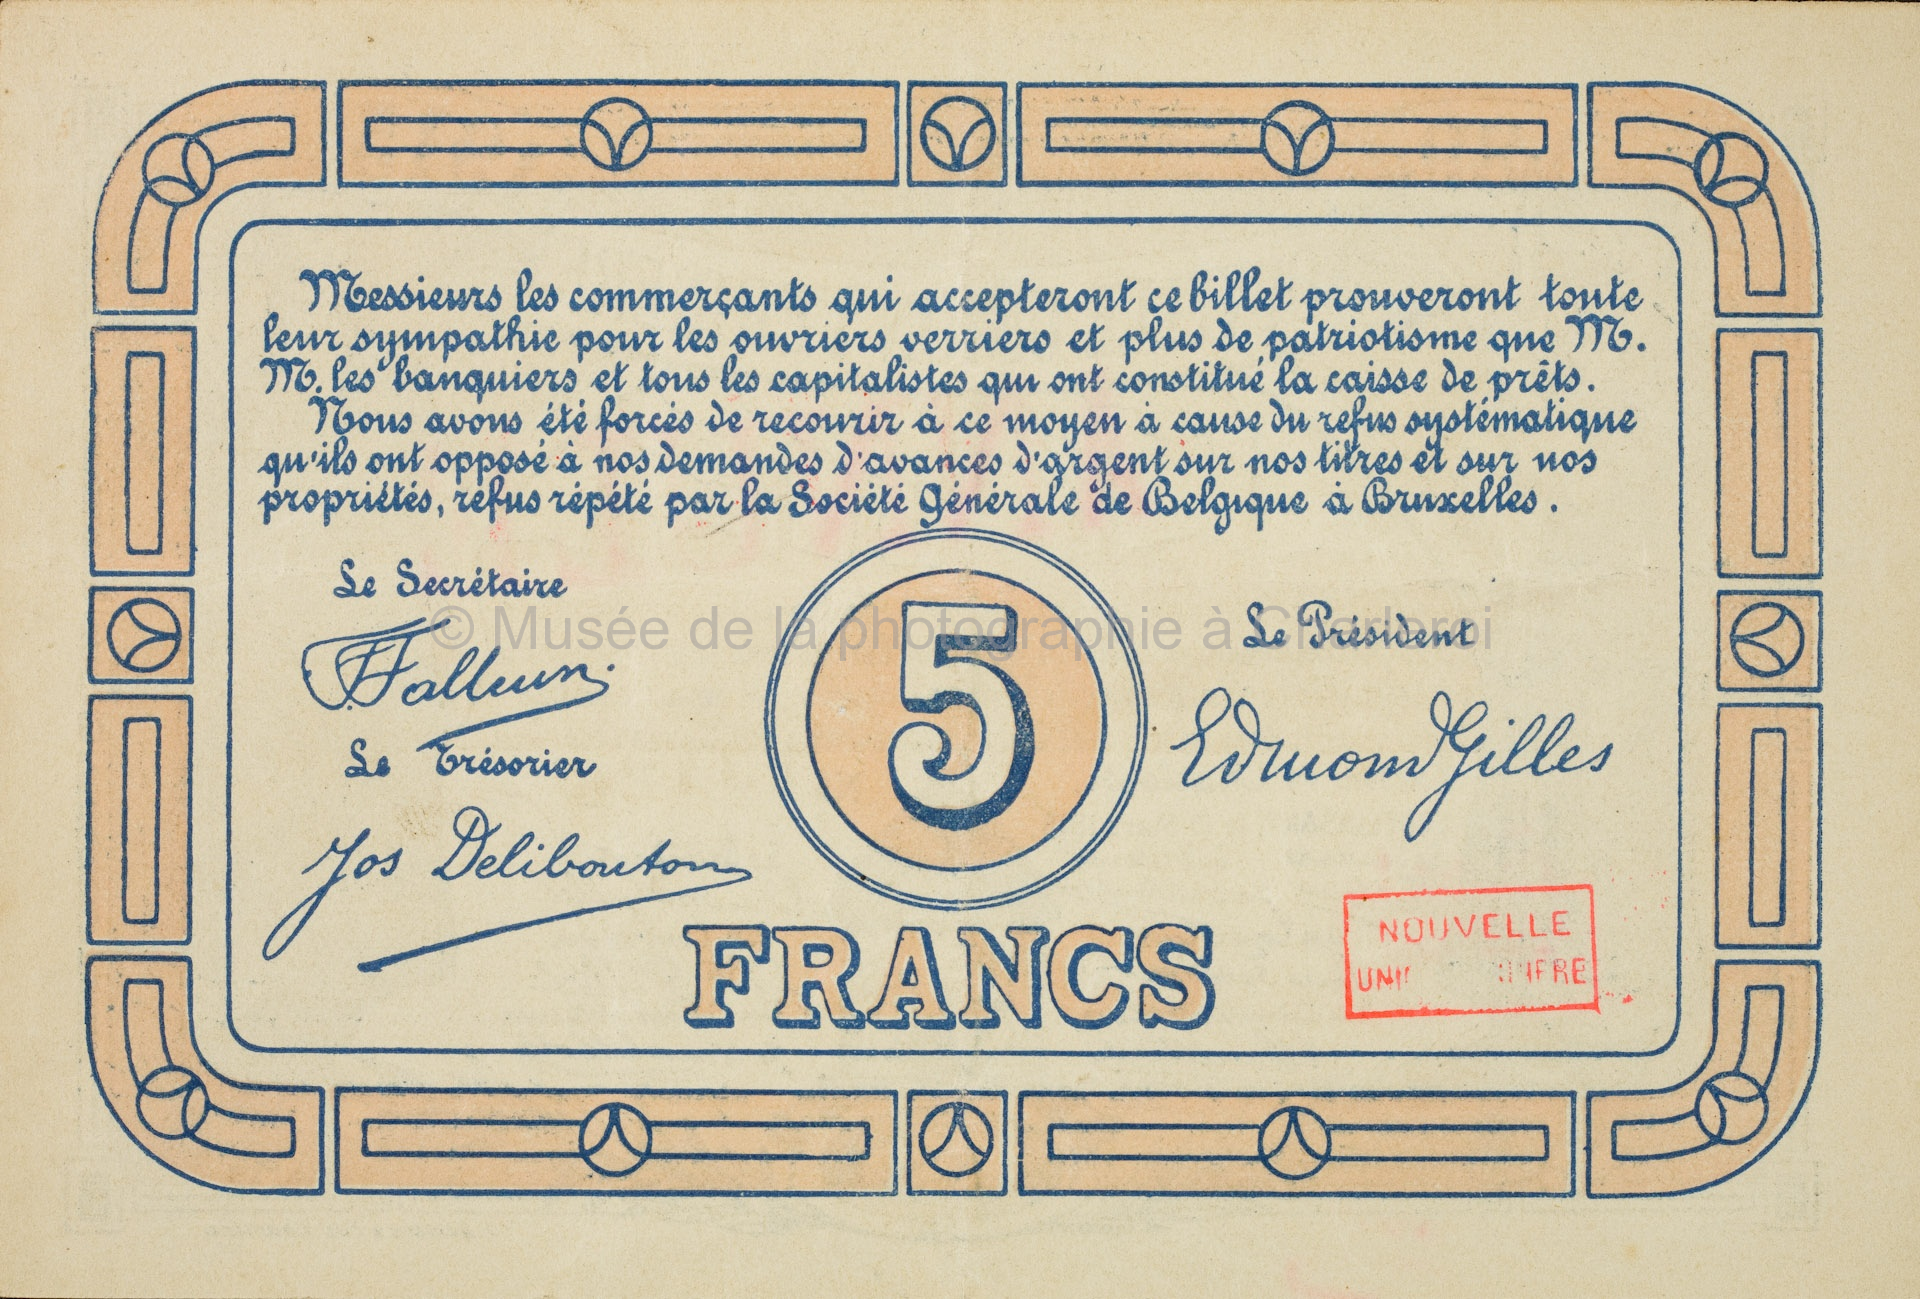 Messieurs les commerçants qui accepteront ce billet prouveront toute
leur sympathie pour les ouvriers verriers et plus de patriotisme que M.
M. les banquiers et tous les capitalistes qui ont constitué la caisse de prêts.
Nous avons été forcés de recourir à ce moyen à cause du refus systématique
qu'ils ont opposé à nos demandes d'avances d'argent sur nos titres et sur nos
propriétés, refus répété par la Société Générale de Belgique à Bruxelles.
Le Secrétaire
© Musée de la photographie à Charleroi
Le Président
5
Edmond Gilles
Le Trésorier
Jos Delibouton
FRANCS
NOUVELLE